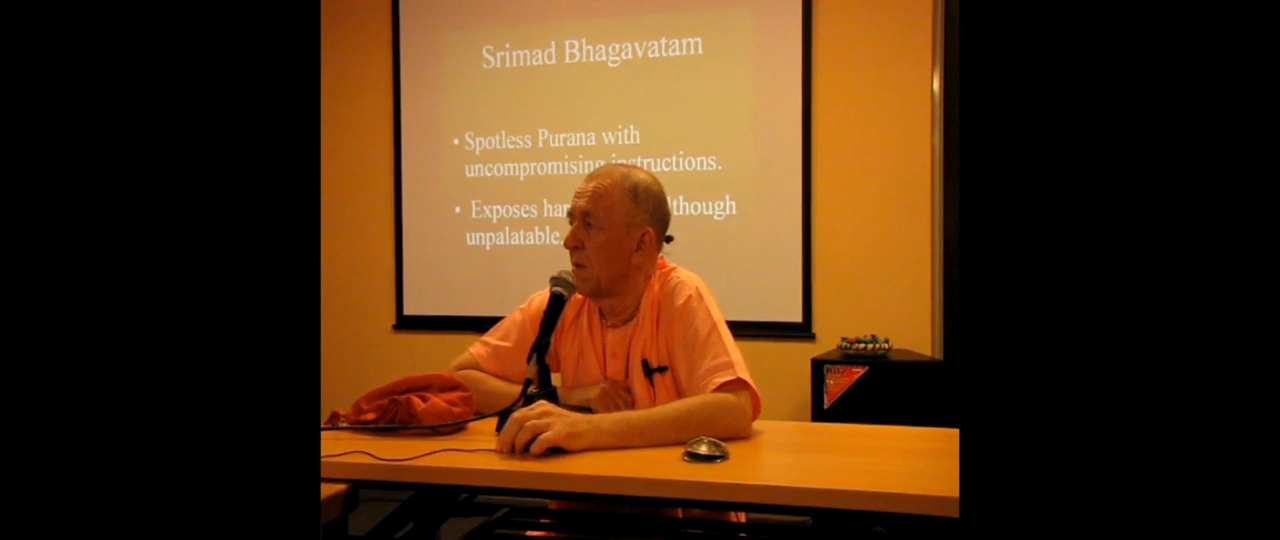 Srimad Bhagavatam
• Spotless Purana with
uncompromising instructions.
• Exposes
unpalatable.